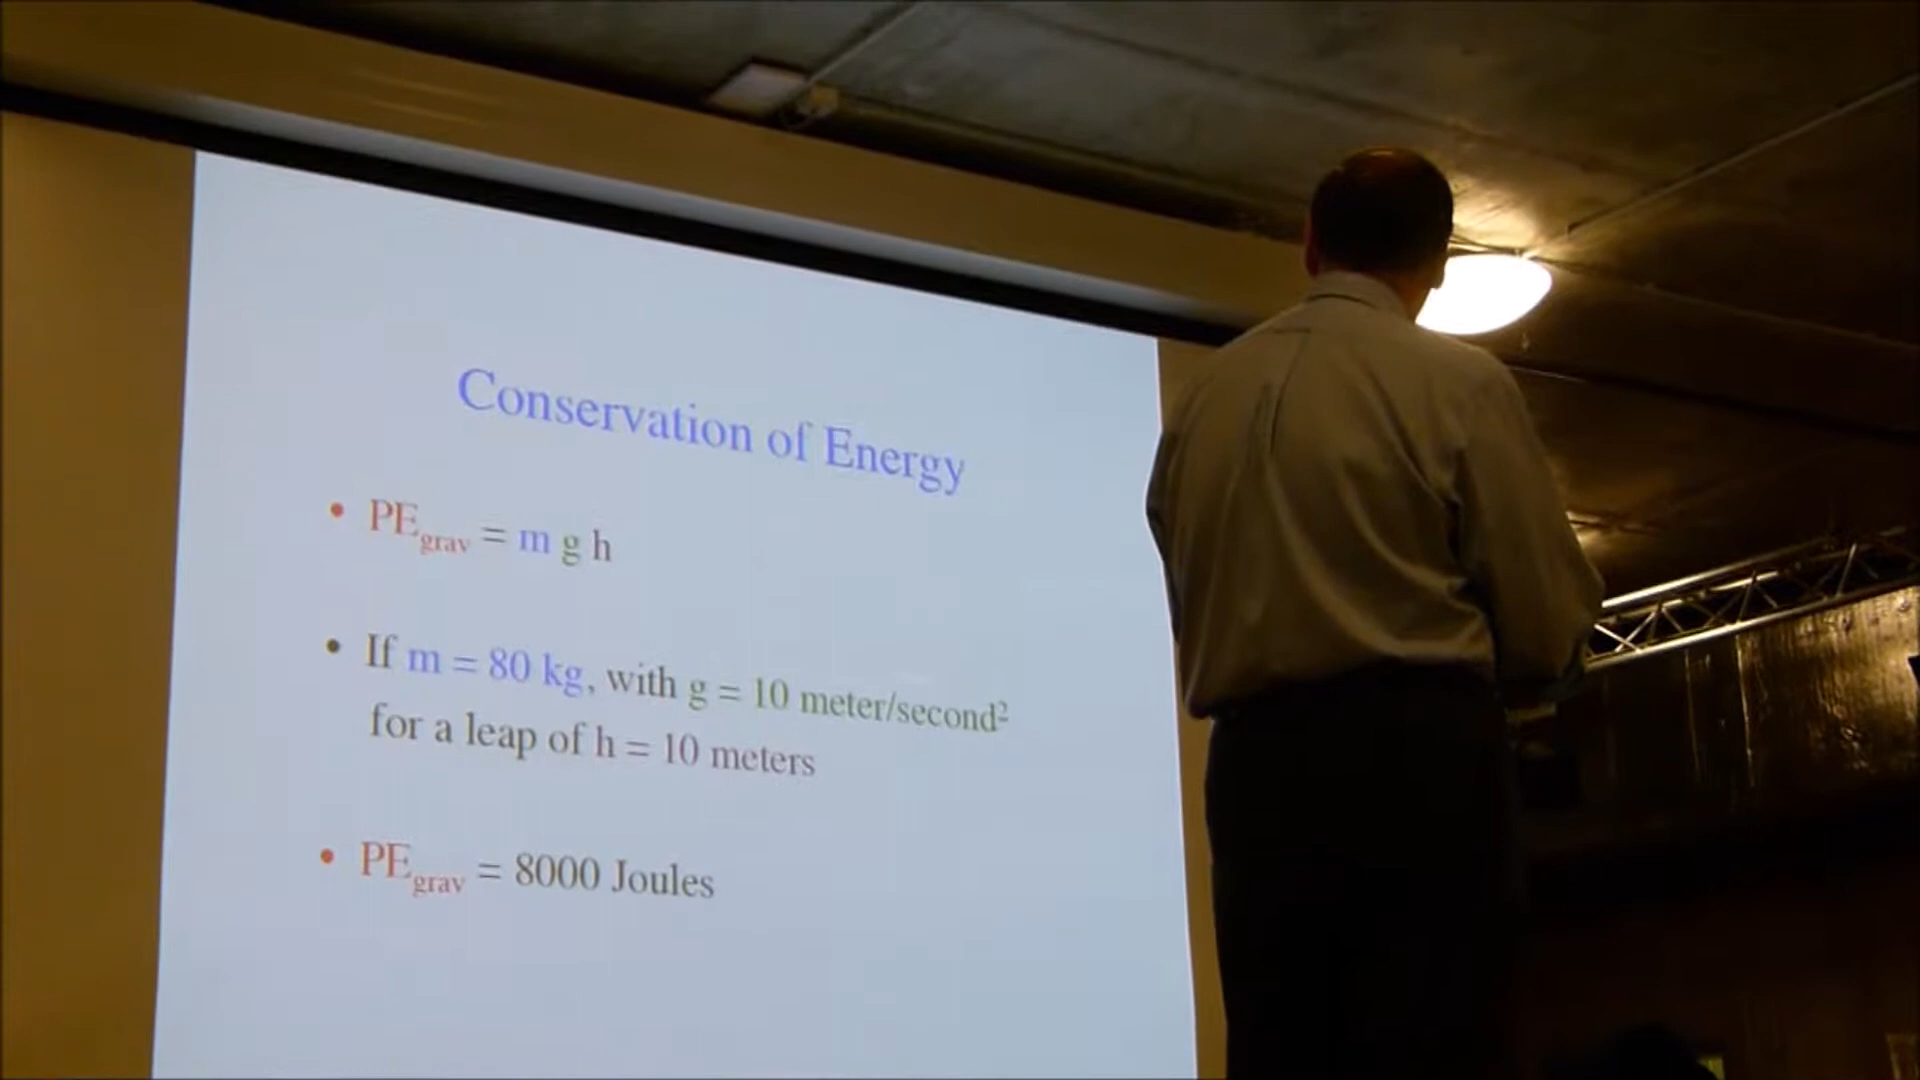 Conservation of Energy
• PEgrav = m g h
• If m = 80 kg, with g = 10 meter/second²
for a leap of h = 10 meters
• PEgrav = 8000 Joules